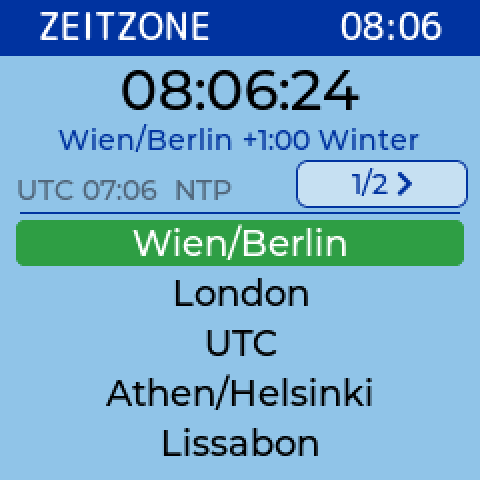 ZEITZONE 08:06
08:06:24
Wien/Berlin +1:00 Winter
UTC 07:06 NTP 1/2 >
Wien/Berlin
London
UTC
Athen/Helsinki
Lissabon